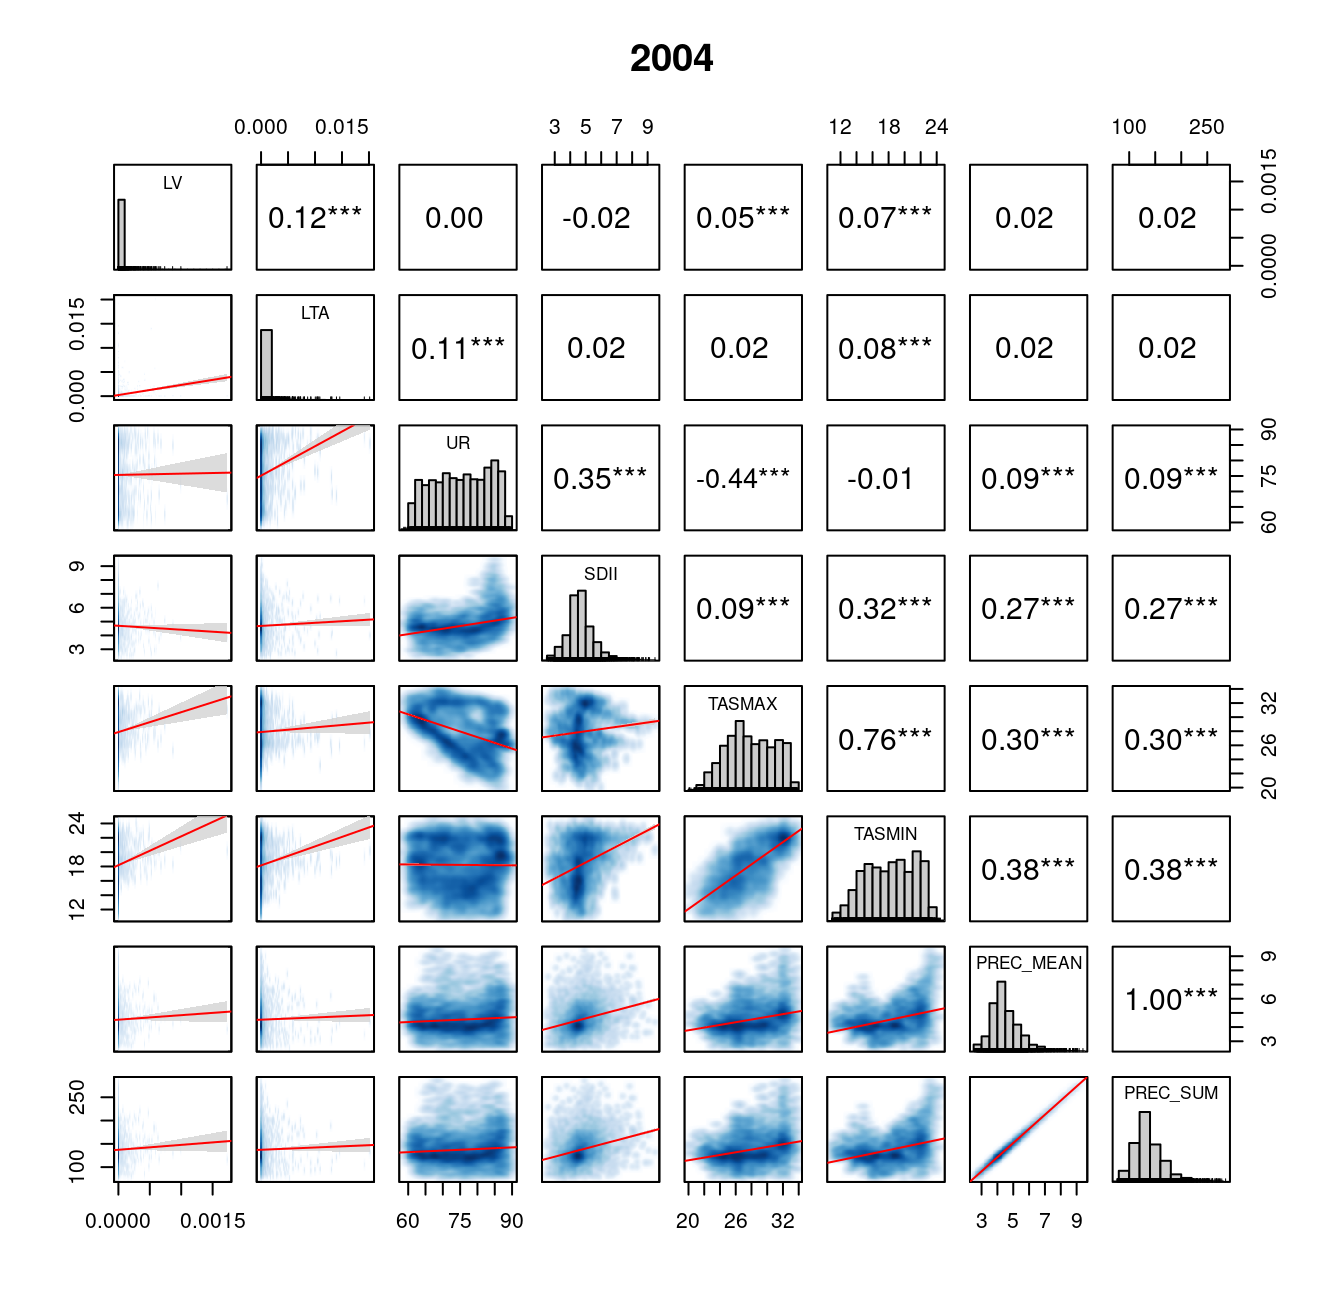 2004
0.000 0.015 3 5 7 9 12 18 24 100 250
LV 0.12*** 0.00 -0.02 0.05*** 0.07*** 0.02 0.02 0.0000 0.0015
0.000 0.015 LTA 0.11*** 0.02 0.02 0.08*** 0.02 0.02
UR 0.35*** -0.44*** -0.01 0.09*** 0.09*** 60 75 90
3 6 9 SDII 0.09*** 0.32*** 0.27*** 0.27***
TASMAX 0.76*** 0.30*** 0.30*** 20 26 32
12 18 24 TASMIN 0.38*** 0.38***
PREC_MEAN 1.00*** 3 6 9
100 250 PREC_SUM
0.0000 0.0015 60 75 90 20 26 32 3 5 7 9